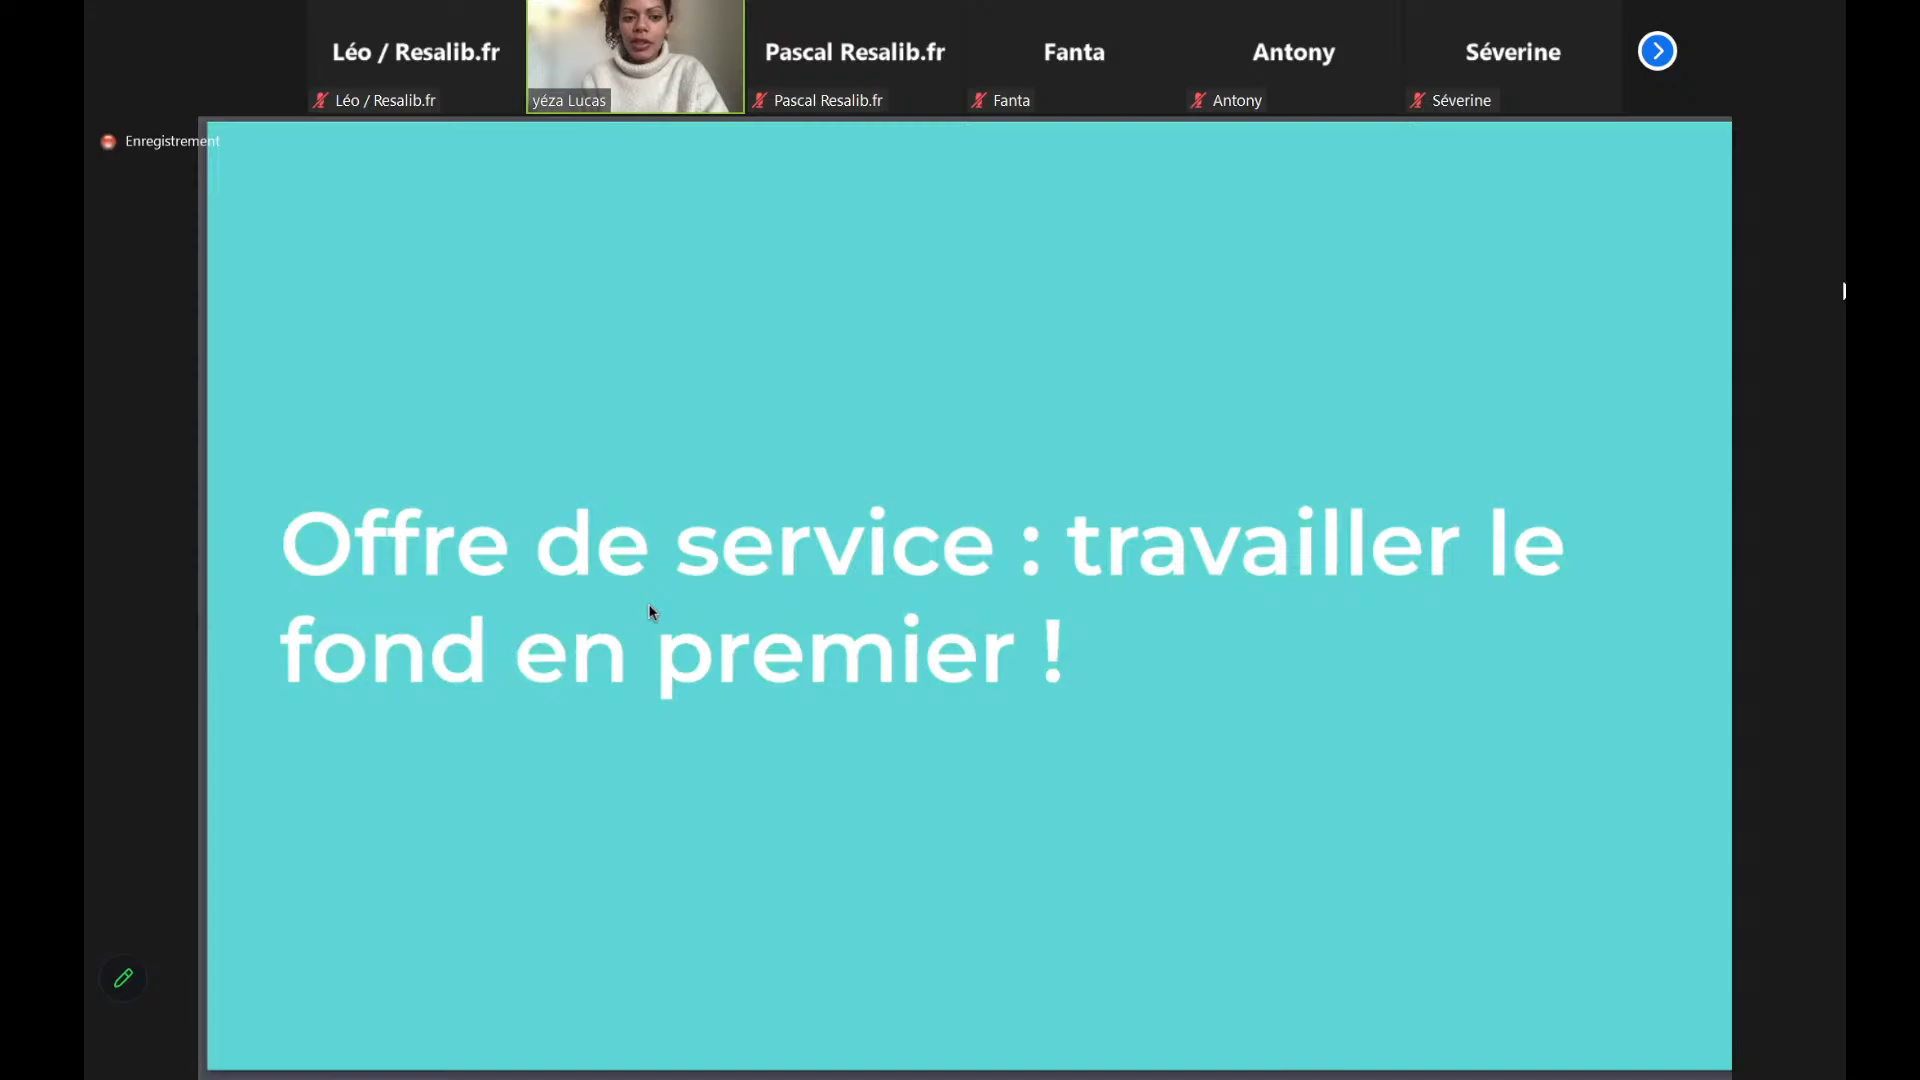 Léo / Resalib.fr
Pascal Resalib.fr
Fanta
Antony
Séverine
Léo / Resalib.fr
yéza Lucas
Pascal Resalib.fr
Fanta
Antony
Séverine
Enregistrement
Offre de service : travailler le
fond en premier !